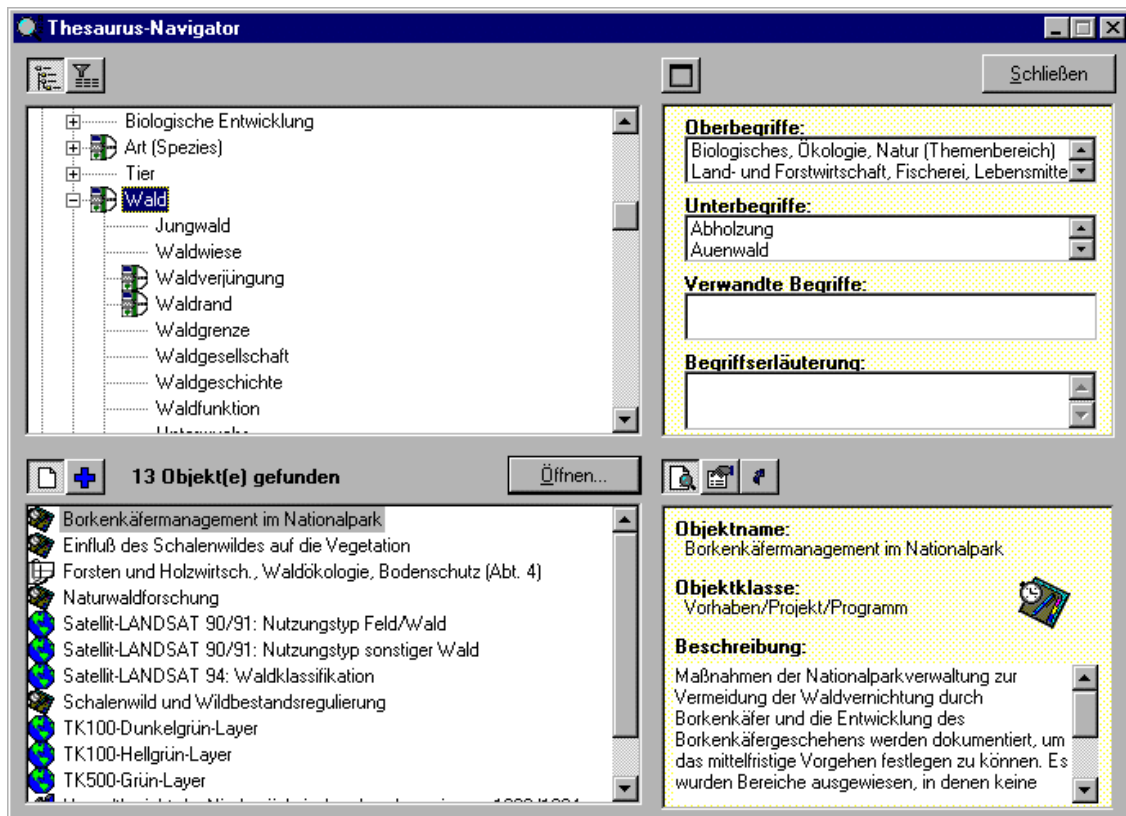 Thesaurus-Navigator
Schließen
Biologische Entwicklung
Art (Spezies)
Tier
Wald
Jungwald
Waldwiese
Waldverjüngung
Waldrand
Waldgrenze
Waldgesellschaft
Waldgeschichte
Waldfunktion
Oberbegriffe:
Biologisches, Ökologie, Natur (Themenbereich)
Land- und Forstwirtschaft, Fischerei, Lebensmitte
Unterbegriffe:
Abholzung
Auenwald
Verwandte Begriffe:
Begriffserläuterung:
13 Objekt(e) gefunden
Öffnen...
Borkenkäfermanagement im Nationalpark
Einfluß des Schalenwildes auf die Vegetation
Forsten und Holzwirtsch., Waldökologie, Bodenschutz (Abt. 4)
Naturwaldforschung
Satellit-LANDSAT 90/91: Nutzungstyp Feld/Wald
Satellit-LANDSAT 90/91: Nutzungstyp sonstiger Wald
Satellit-LANDSAT 94: Waldklassifikation
Schalenwild und Wildbestandsregulierung
TK100-Dunkelgrün-Layer
TK100-Hellgrün-Layer
TK500-Grün-Layer
Objektname:
Borkenkäfermanagement im Nationalpark
Objektklasse:
Vorhaben/Projekt/Programm
Beschreibung:
Maßnahmen der Nationalparkverwaltung zur
Vermeidung der Waldvernichtung durch
Borkenkäfer und die Entwicklung des
Borkenkäfergeschehens werden dokumentiert, um
das mittelfristige Vorgehen festlegen zu können. Es
wurden Bereiche ausgewiesen, in denen keine